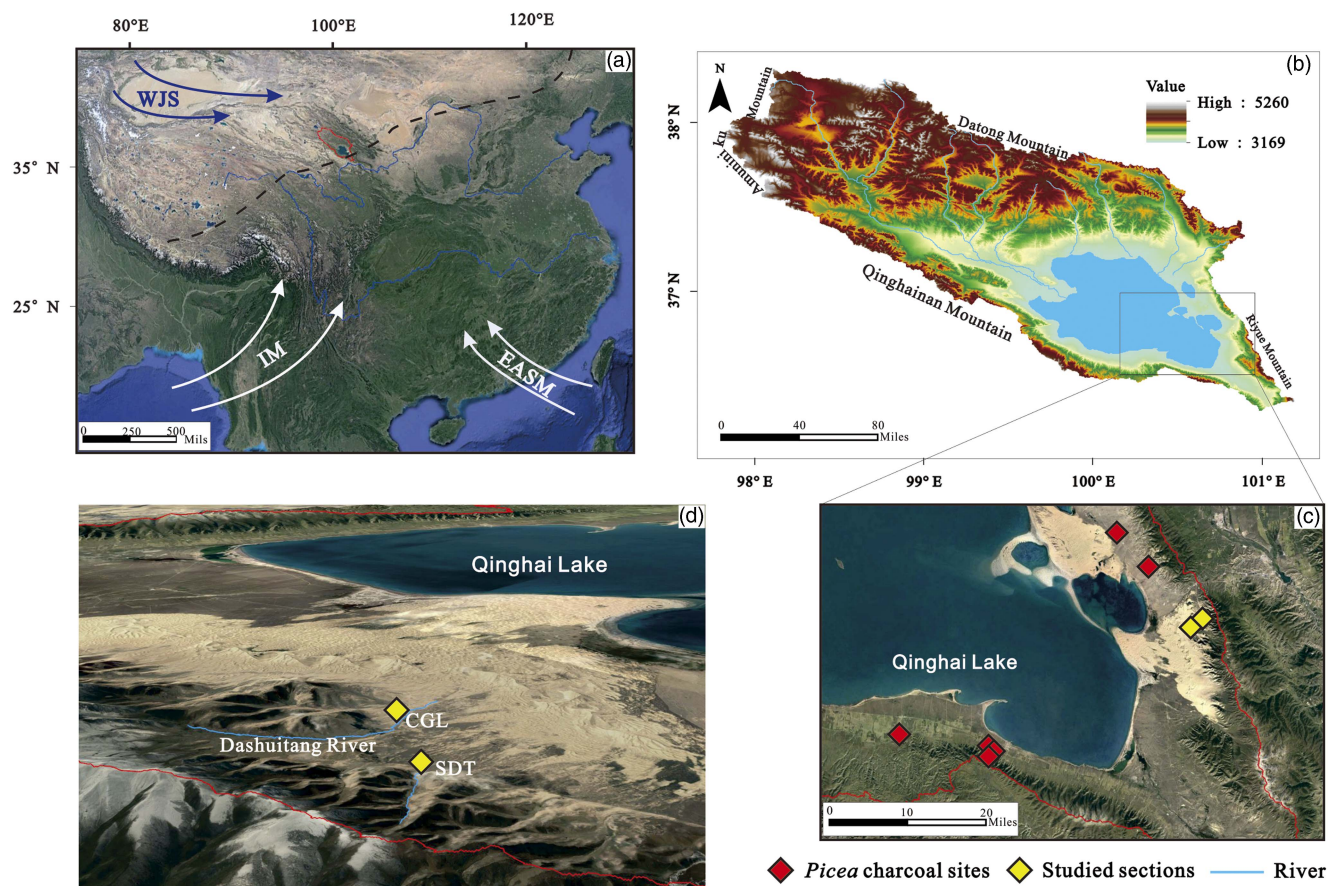 80°E
100°E
120°E
(a)
WJS
35° N
25° N
IM
EASM
0 250 500
Mils
(b)
N
Value
High : 5260
Low : 3169
38°N
37°N
Amunini ku Mountain
Datong Mountain
Qinghainan Mountain
Riyue Mountain
0 40 80
Miles
98° E
99°E
100°E
101°E
(d)
Qinghai Lake
CGL
Dashuitang River
SDT
(c)
Qinghai Lake
0 10 20
Miles
Picea charcoal sites
Studied sections
River